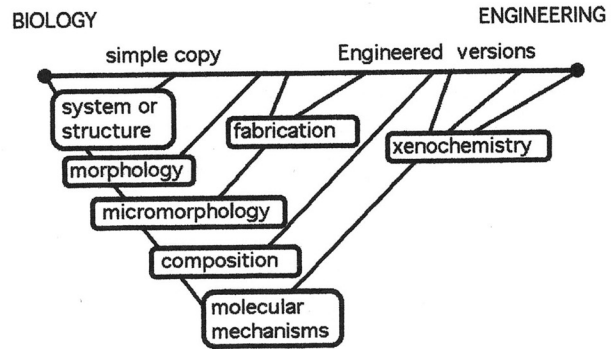 BIOLOGY
ENGINEERING
simple copy
Engineered versions
system or
structure
fabrication
xenochemistry
morphology
micromorphology
composition
molecular
mechanisms